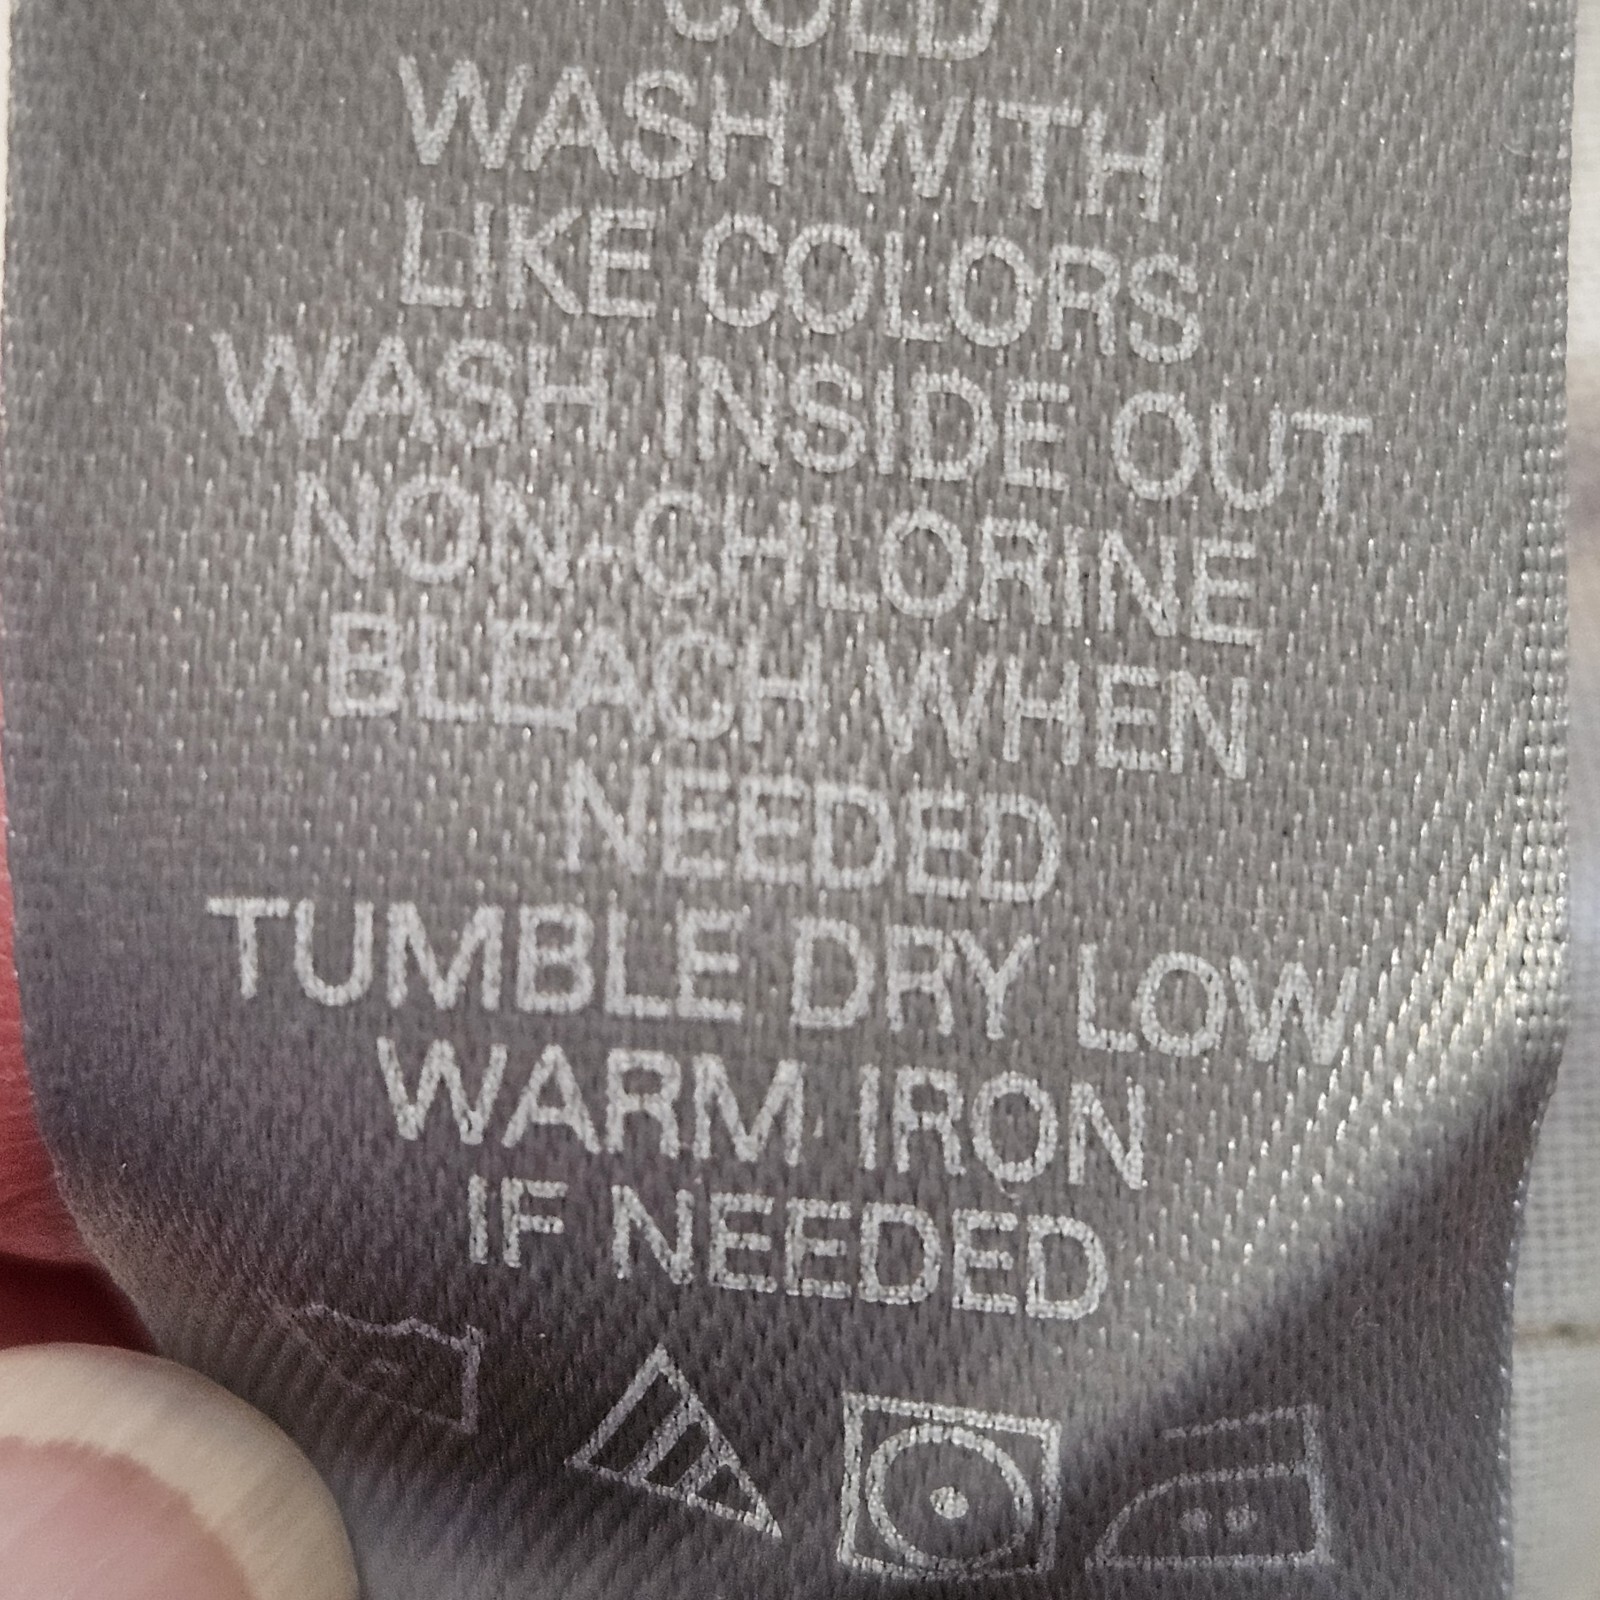 COLD
WASH WITH
LIKE COLORS
WASH INSIDE OUT
NON-CHLORINE
BLEACH WHEN
NEEDED
TUMBLE DRY LOW
WARM IRON
IF NEEDED